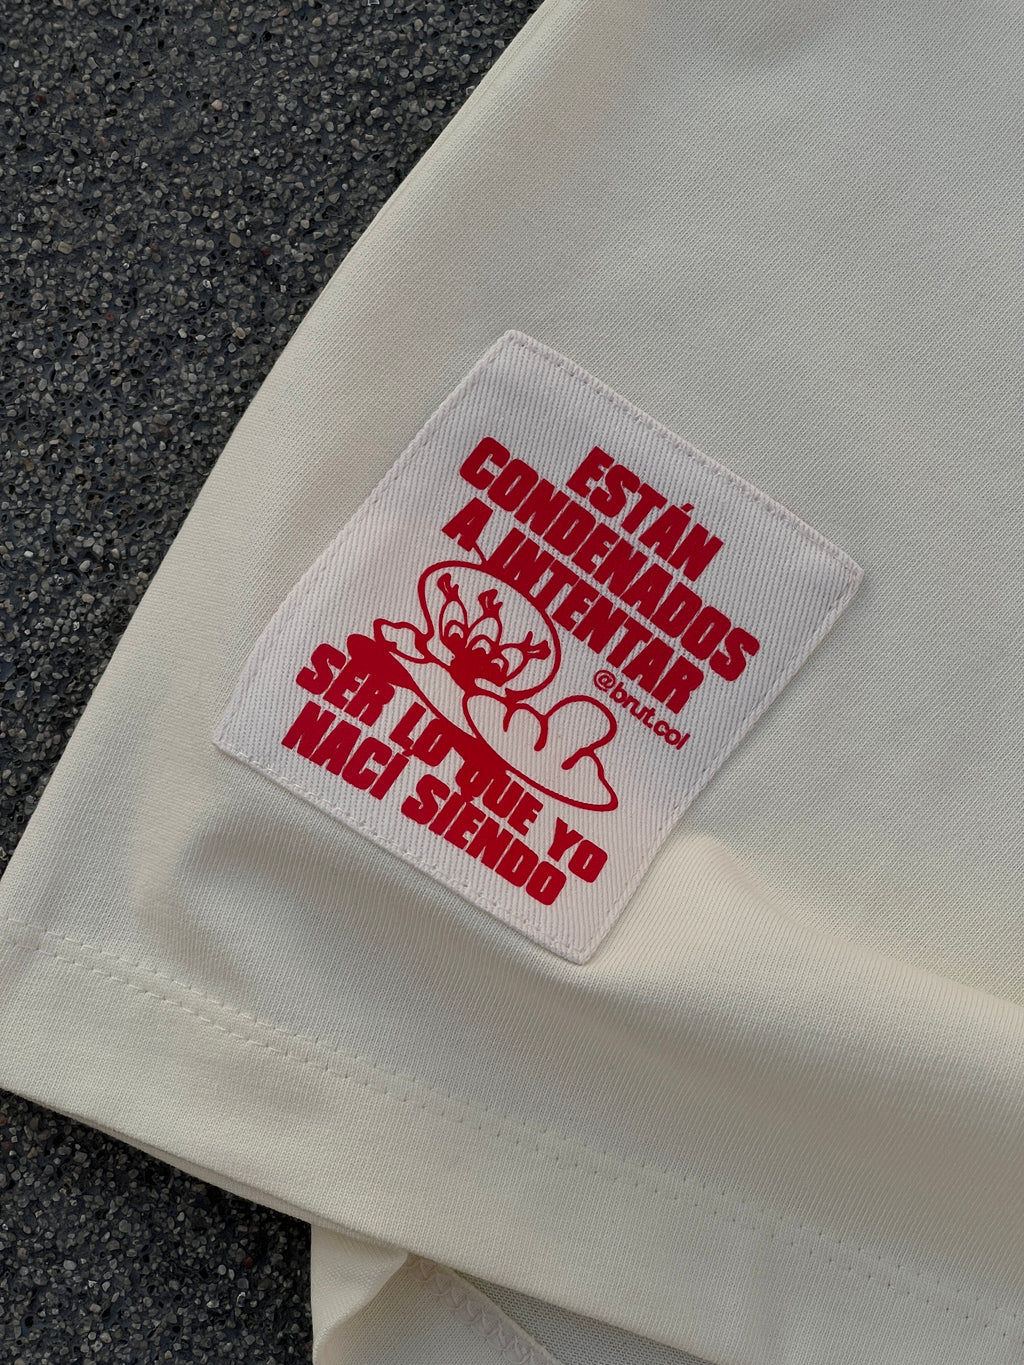 ESTÁN
CONDENADOS
A INTENTAR
@brut.col
SER LO QUE YO
NACÍ SIENDO